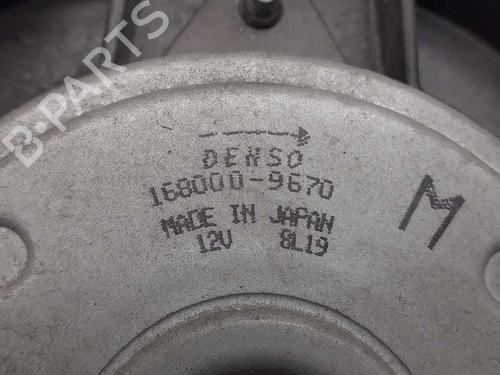 B-PARTS
DENSO
168000-9670
MADE IN JAPAN
12V 8L19
M